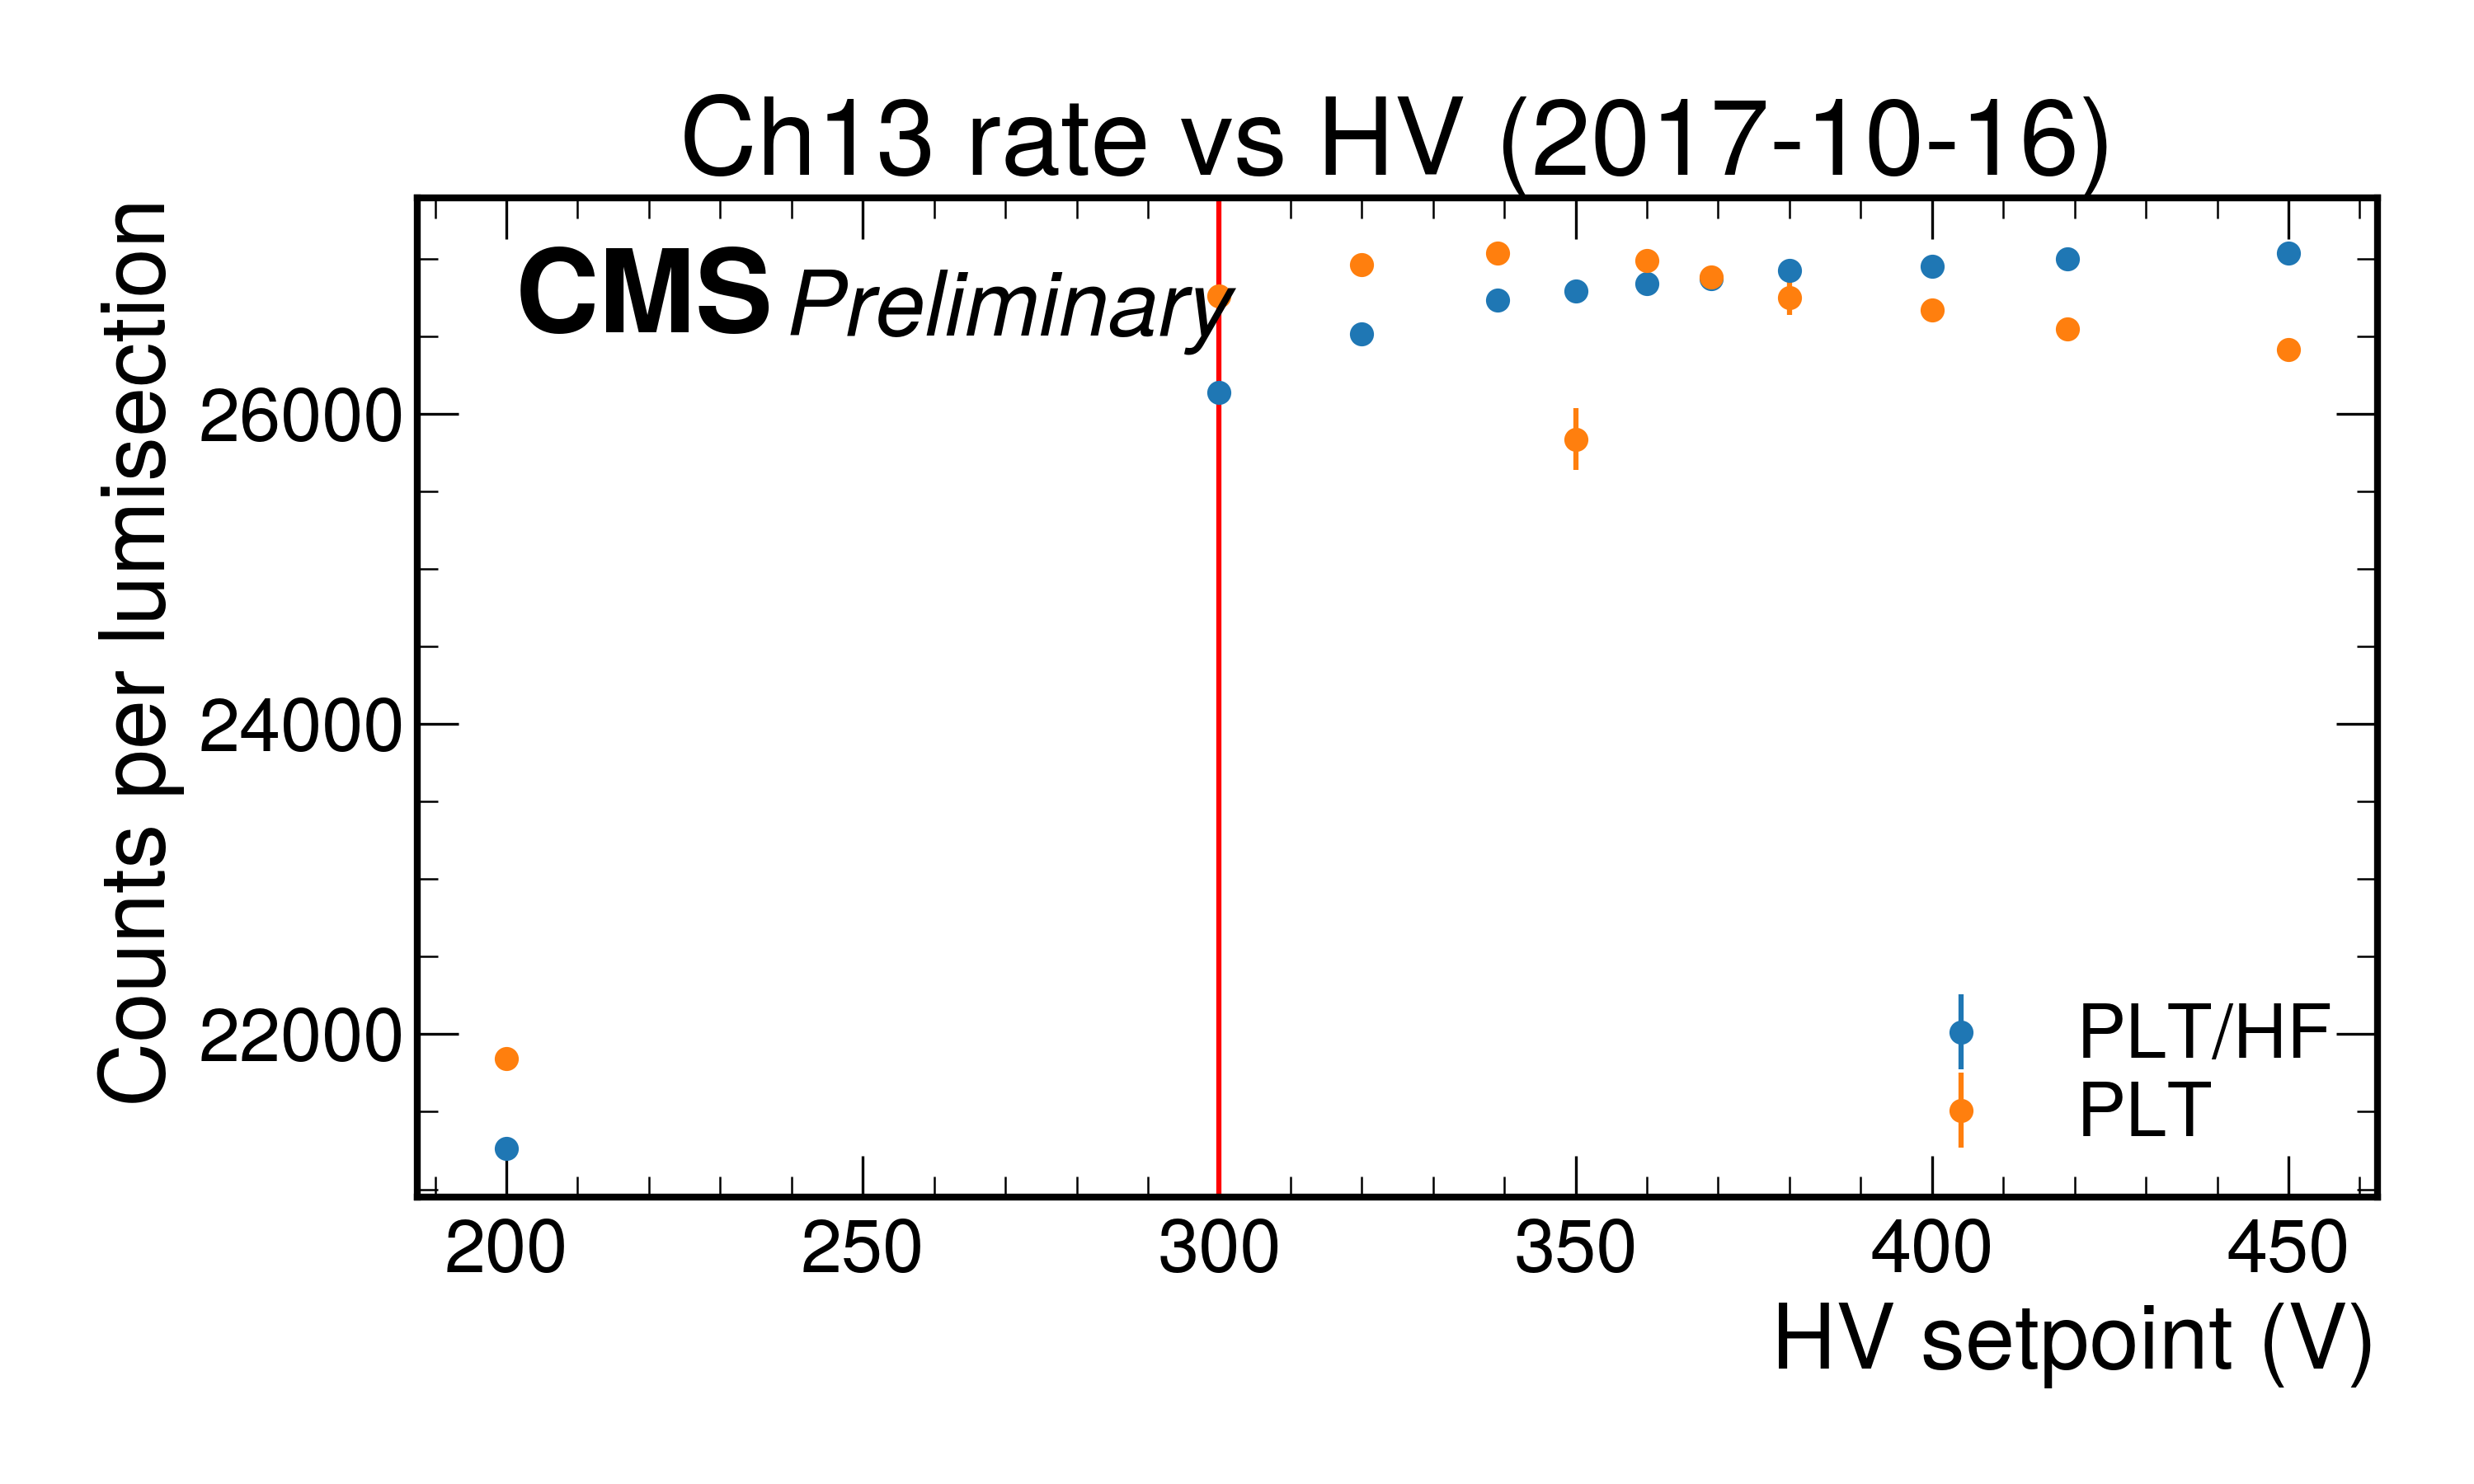 Ch13 rate vs HV (2017-10-16)
CMS Preliminary
Counts per lumisection
26000
24000
22000
PLT/HF
PLT
200 250 300 350 400 450
HV setpoint (V)